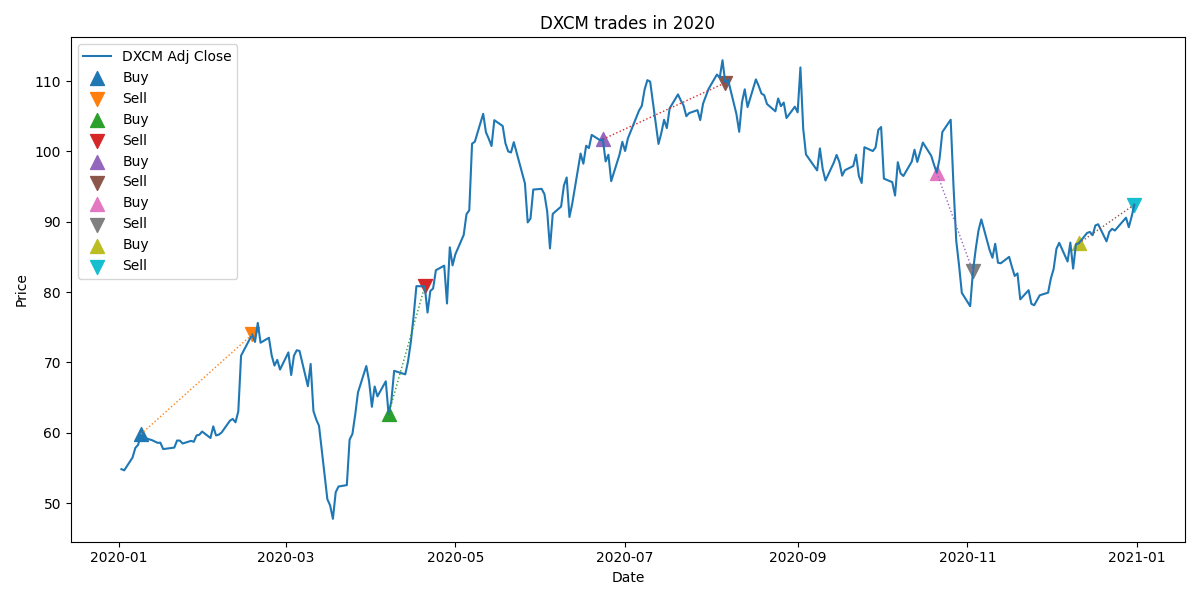 DXCM trades in 2020
DXCM Adj Close
Buy
Sell
Buy
Sell
Buy
Sell
Buy
Sell
Buy
Sell
Price
110
100
90
80
70
60
50
2020-01
2020-03
2020-05
2020-07
2020-09
2020-11
2021-01
Date